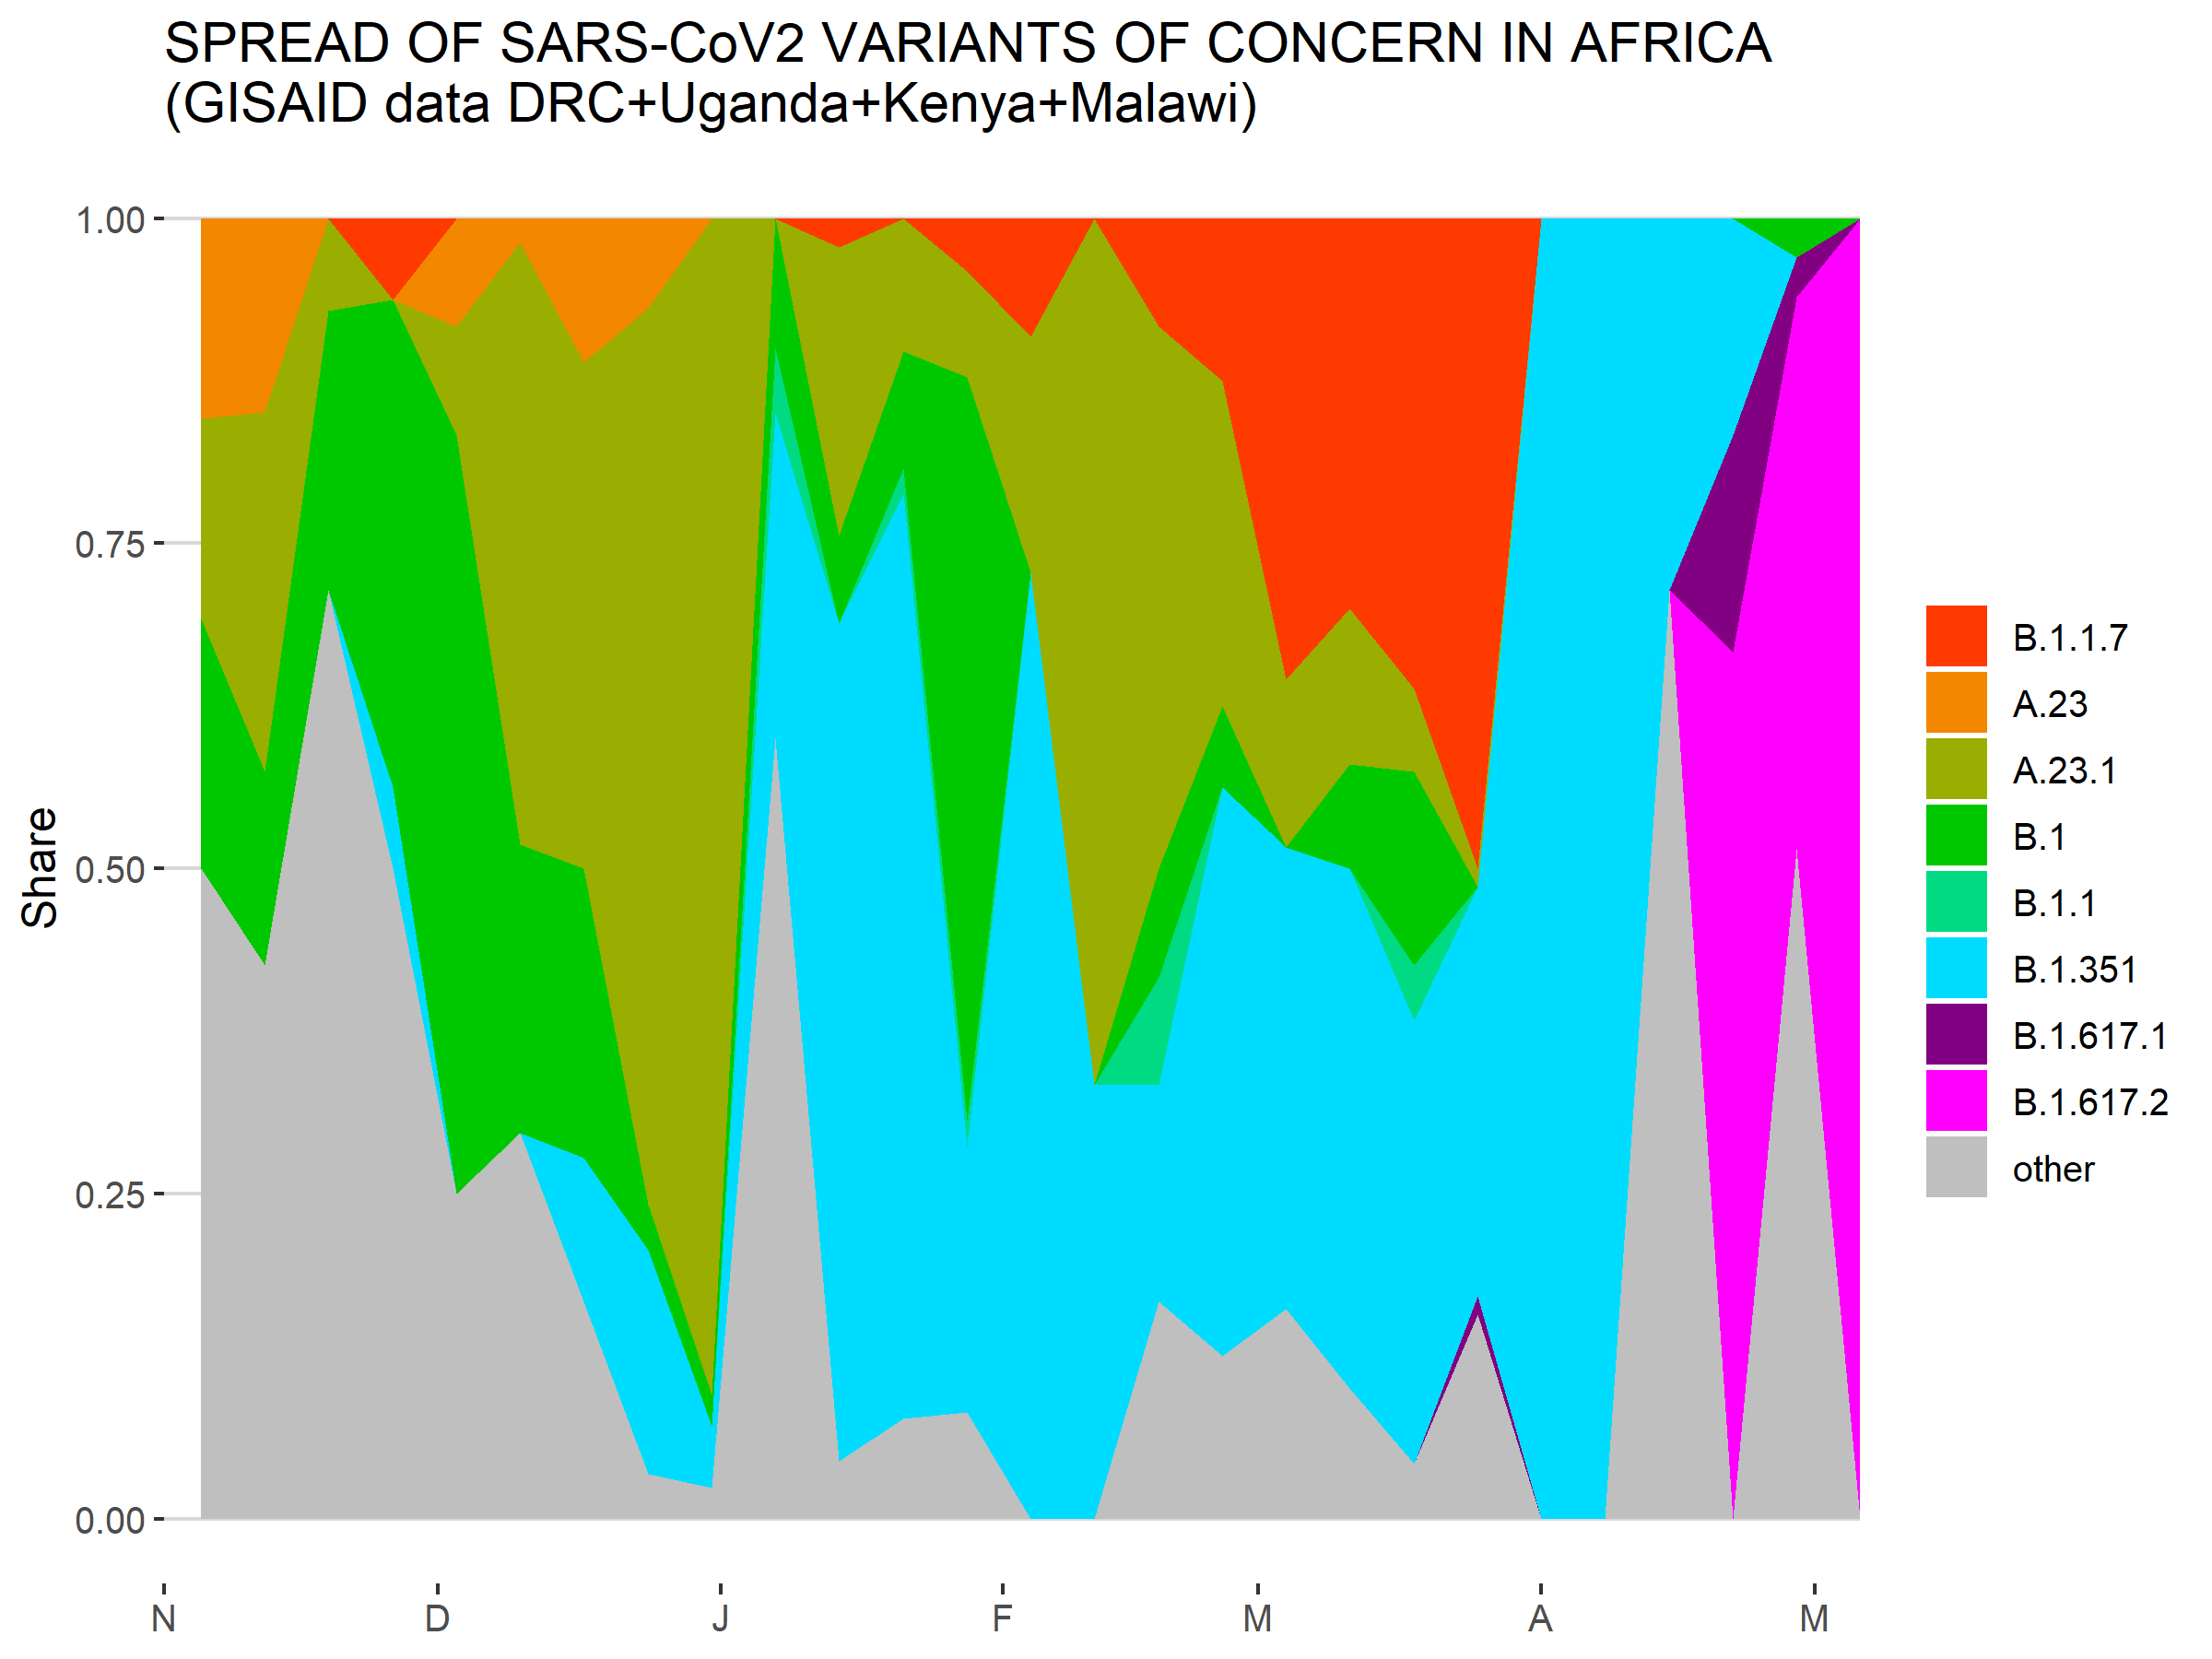 SPREAD OF SARS-CoV2 VARIANTS OF CONCERN IN AFRICA
(GISAID data DRC+Uganda+Kenya+Malawi)
1.00
0.75
0.50
0.25
0.00
Share
N D J F M A M
B.1.1.7
A.23
A.23.1
B.1
B.1.1
B.1.351
B.1.617.1
B.1.617.2
other